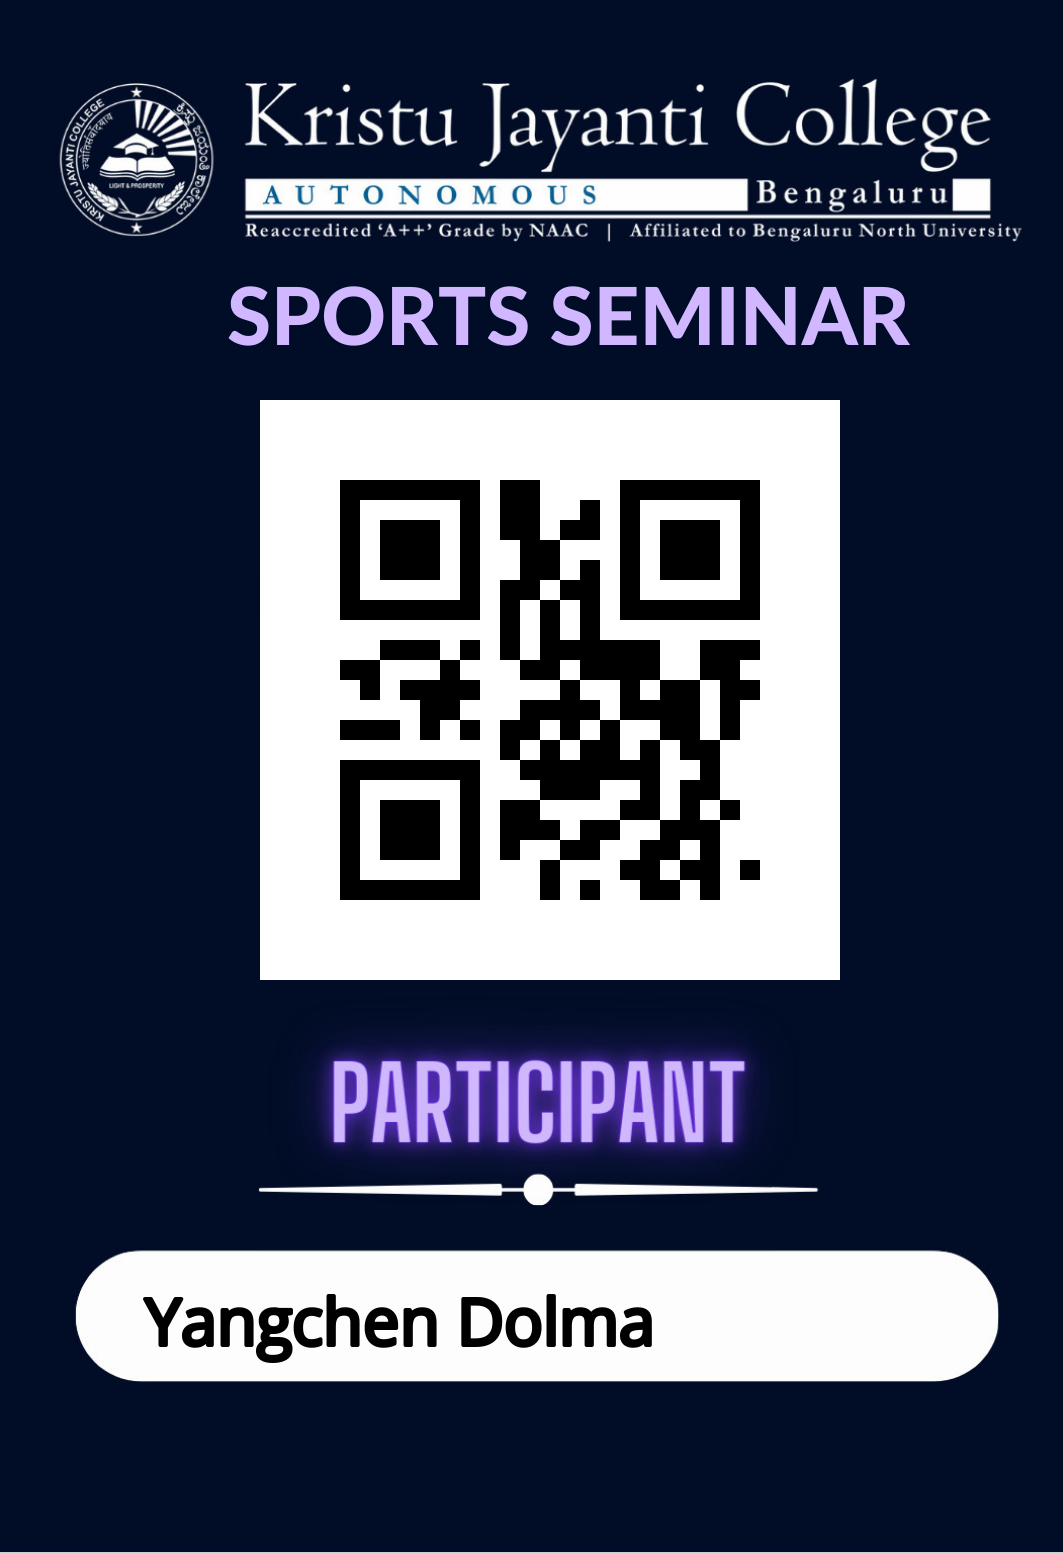 KRISTU JAYANTI COLLEGE
ज्योतिसंवर्दिवाय
LIGHT & PROSPERITY
Kristu Jayanti College
AUTONOMOUS Bengaluru
Reaccredited ‘A++’ Grade by NAAC | Affiliated to Bengaluru North University
SPORTS SEMINAR
PARTICIPANT
Yangchen Dolma